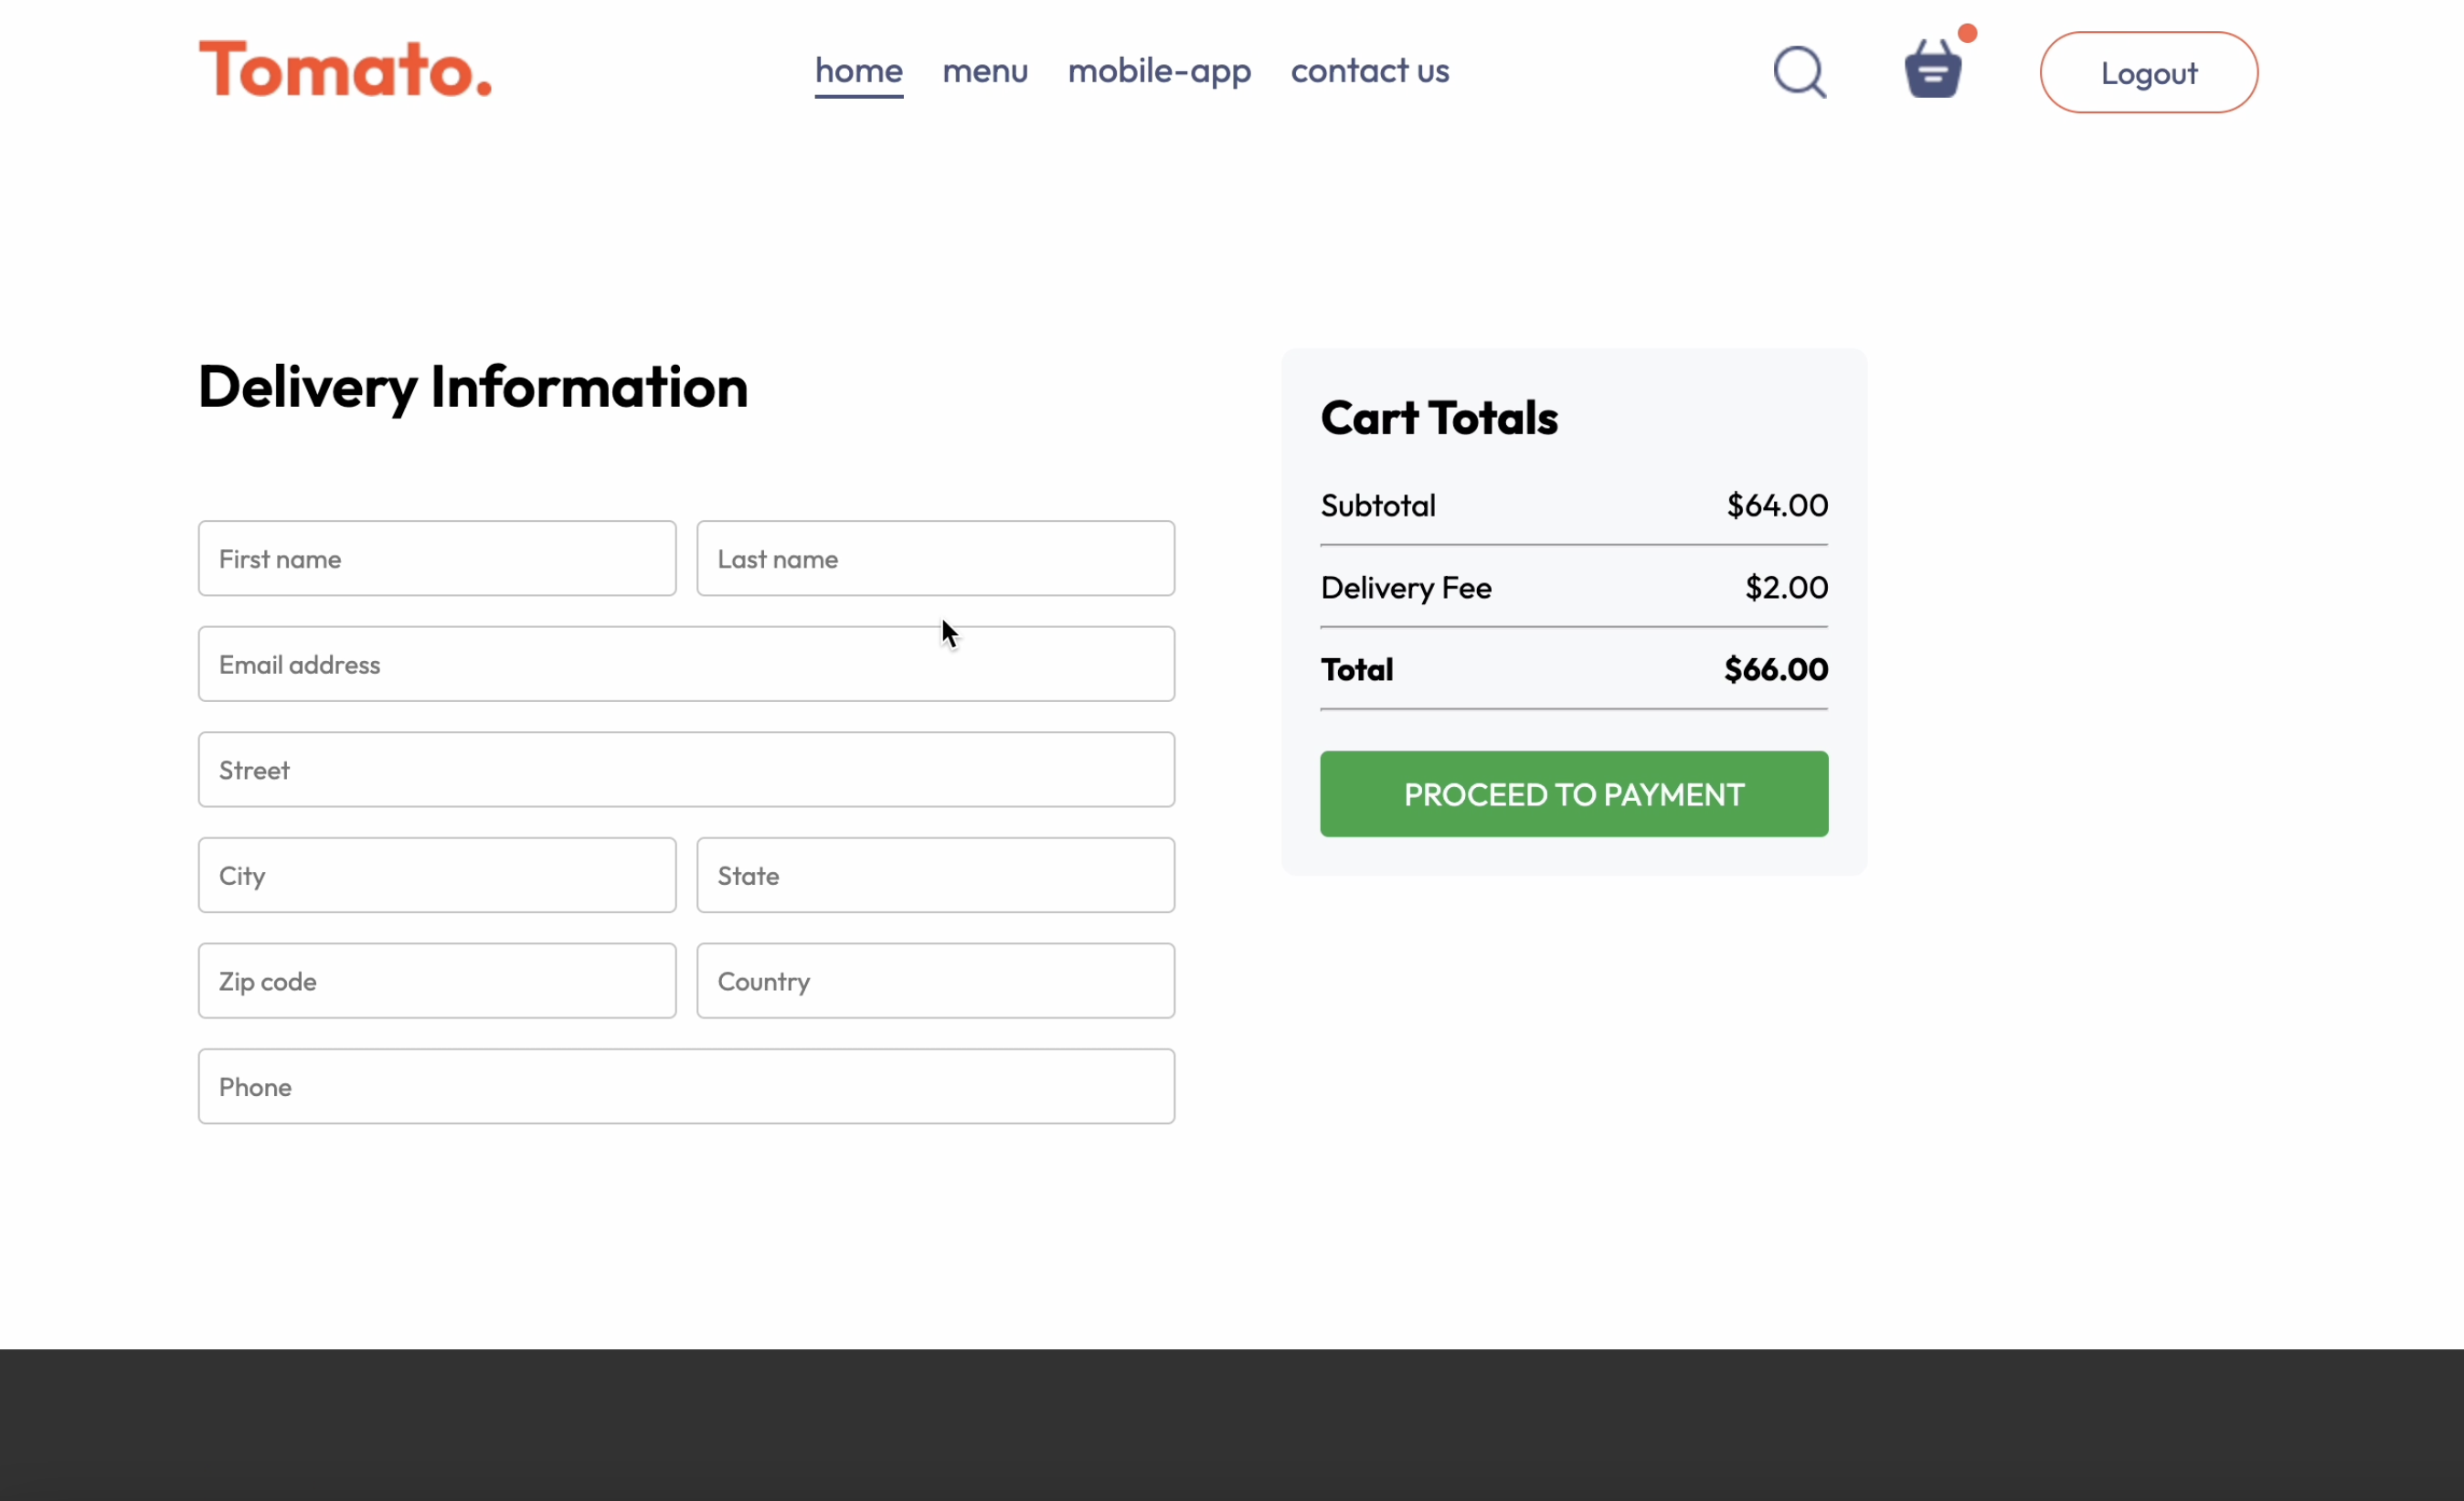 Tomato.
home menu mobile-app contact us
Logout
Delivery Information
First name
Last name
Email address
Street
City
State
Zip code
Country
Phone
Cart Totals
Subtotal $64.00
Delivery Fee $2.00
Total $66.00
PROCEED TO PAYMENT